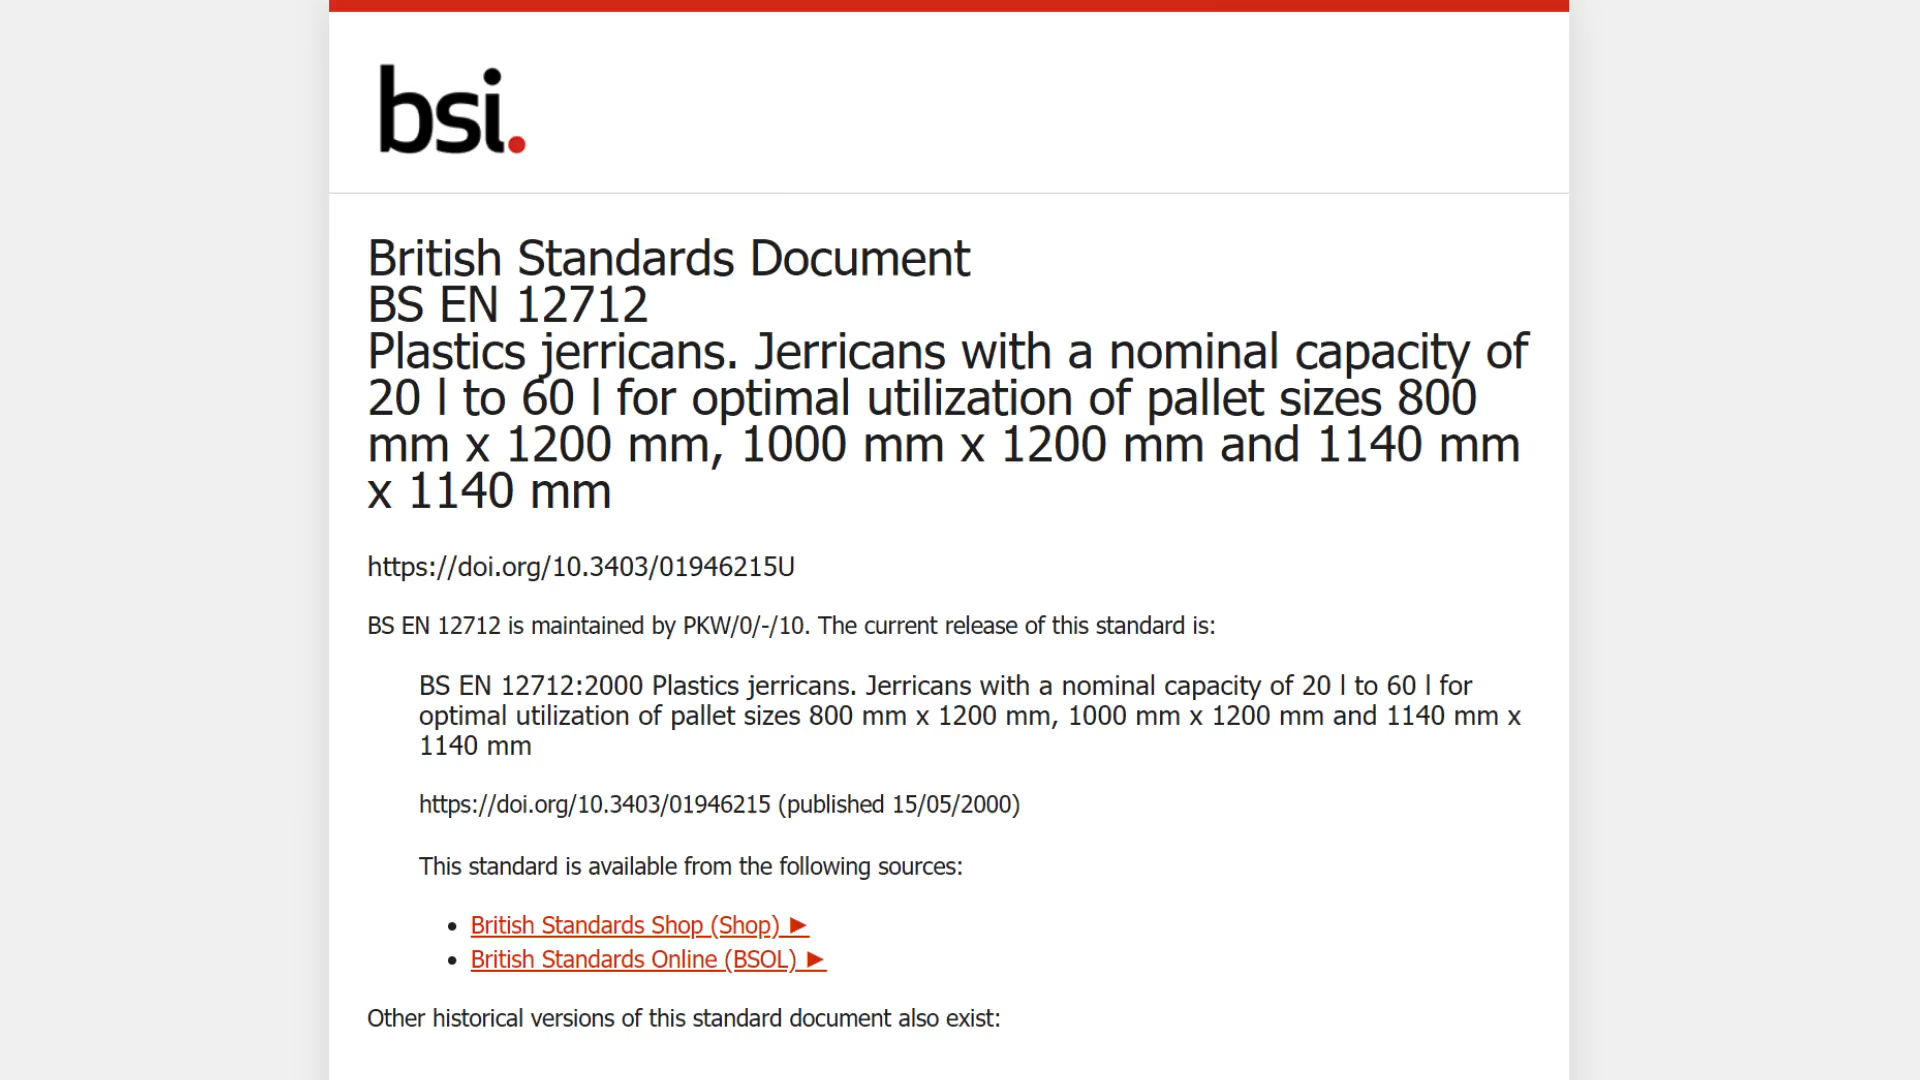 bsi.
British Standards Document
BS EN 12712
Plastics jerricans. Jerricans with a nominal capacity of
20 l to 60 l for optimal utilization of pallet sizes 800
mm x 1200 mm, 1000 mm x 1200 mm and 1140 mm
x 1140 mm
https://doi.org/10.3403/01946215U
BS EN 12712 is maintained by PKW/0/-/10. The current release of this standard is:
BS EN 12712:2000 Plastics jerricans. Jerricans with a nominal capacity of 20 l to 60 l for
optimal utilization of pallet sizes 800 mm x 1200 mm, 1000 mm x 1200 mm and 1140 mm x
1140 mm
https://doi.org/10.3403/01946215 (published 15/05/2000)
This standard is available from the following sources:
• British Standards Shop (Shop) ►
• British Standards Online (BSOL) ►
Other historical versions of this standard document also exist: